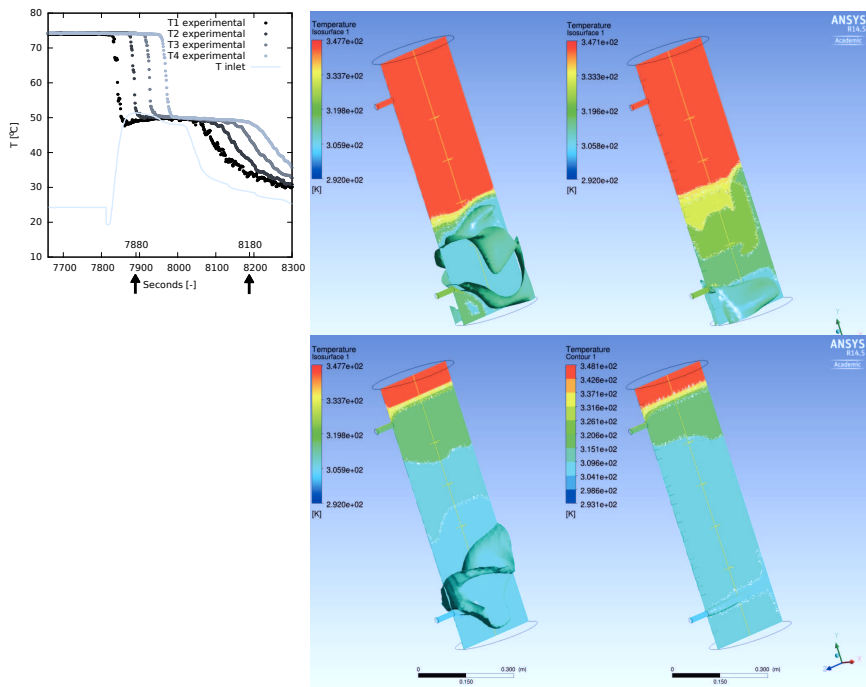 80
70
60
50
40
30
20
10
T [ºC]
T1 experimental
T2 experimental
T3 experimental
T4 experimental
T inlet
7880
8180
7700
7800
7900
8000
8100
8200
8300
Seconds [-]
Temperature
Isosurface 1
3.477e+02
3.337e+02
3.198e+02
3.059e+02
2.920e+02
[K]
Temperature
Isosurface 1
3.471e+02
3.333e+02
3.196e+02
3.058e+02
2.920e+02
[K]
ANSYS
R14.5
Academic
Y
Temperature
Isosurface 1
3.477e+02
3.337e+02
3.198e+02
3.059e+02
2.920e+02
[K]
0
0.300 (m)
0.150
Temperature
Contour 1
3.481e+02
3.426e+02
3.371e+02
3.316e+02
3.261e+02
3.206e+02
3.151e+02
3.096e+02
3.041e+02
2.986e+02
2.931e+02
[K]
ANSYS
R14.5
Academic
0
0.300 (m)
0.150
Y